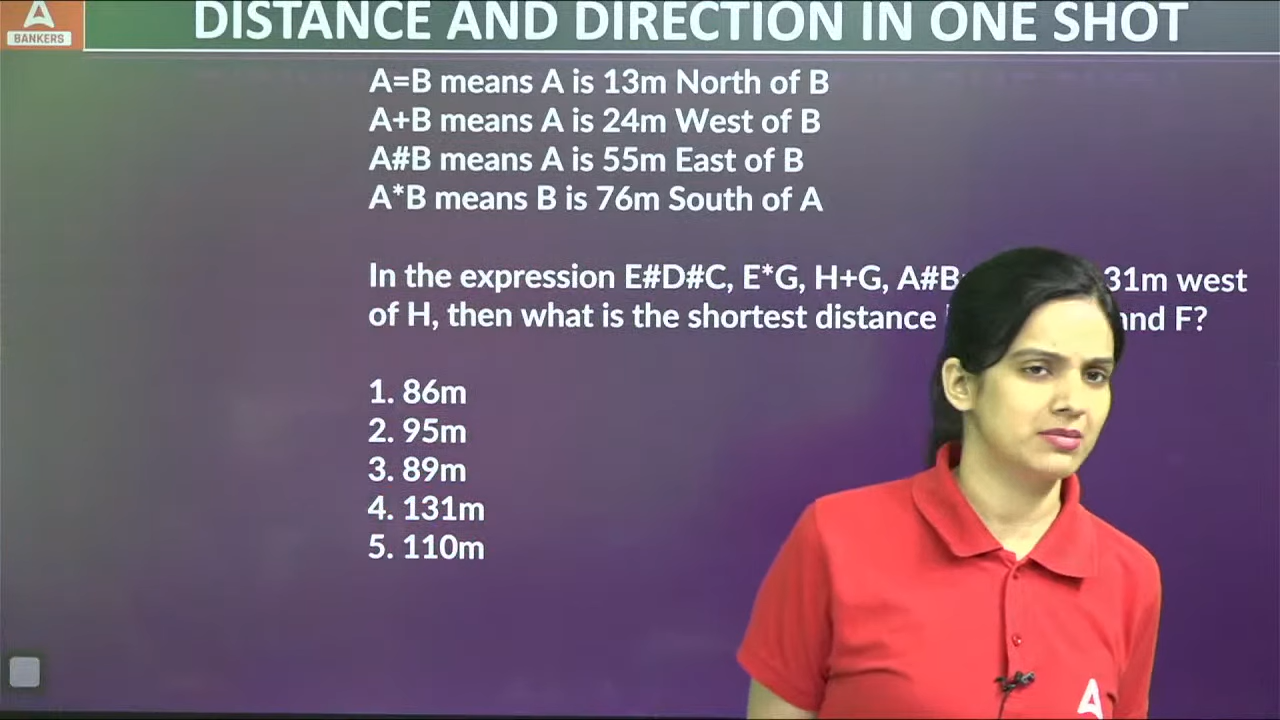 BANKERS
DISTANCE AND DIRECTION IN ONE SHOT
A=B means A is 13m North of B
A+B means A is 24m West of B
A#B means A is 55m East of B
A*B means B is 76m South of A
In the expression E#D#C, E*G, H+G, A#B 31m west
of H, then what is the shortest distance and F?
1. 86m
2. 95m
3. 89m
4. 131m
5. 110m